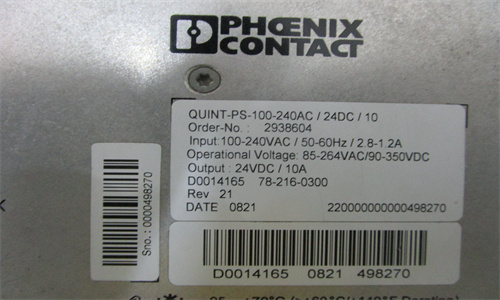 PHŒNIX
CONTACT
QUINT-PS-100-240AC / 24DC / 10
Order-No. : 2938604
Input:100-240VAC / 50-60Hz / 2.8-1.2A
Operational Voltage: 85-264VAC/90-350VDC
Output : 24VDC / 10A
D0014165 78-216-0300
Rev 21
DATE 0821 220000000000498270
Sno.: 0000498270
D0014165 0821 498270